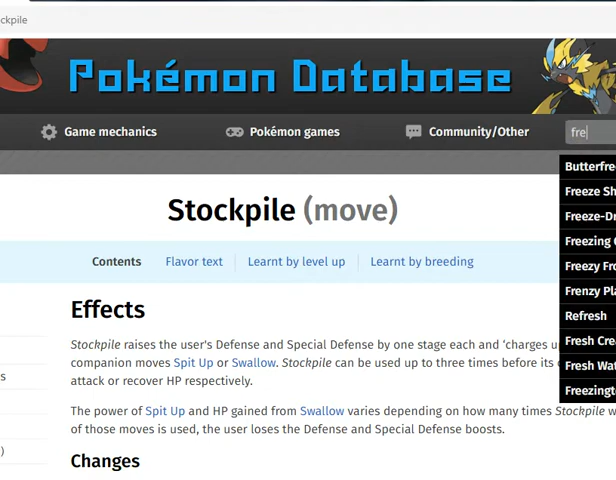 ckpile
Pokémon Database
Game mechanics
Pokémon games
Community/Other
fre
Stockpile (move)
Contents
Flavor text
Learnt by level up
Learnt by breeding
Effects
Stockpile raises the user's Defense and Special Defense by one stage each and ‘charges u
companion moves Spit Up or Swallow. Stockpile can be used up to three times before its
attack or recover HP respectively.
The power of Spit Up and HP gained from Swallow varies depending on how many times Stockpile w
of those moves is used, the user loses the Defense and Special Defense boosts.
Changes
s
)
Butterfre
Freeze Sh
Freeze-Dr
Freezing
Freezy Fro
Frenzy Pla
Refresh
Fresh Crea
Fresh Wat
Freezingt